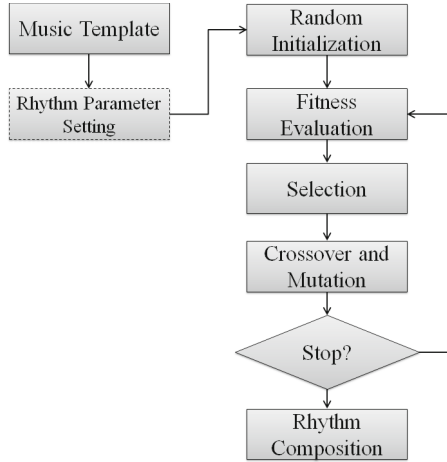 Music Template
Rhythm Parameter
Setting
Random
Initialization
Fitness
Evaluation
Selection
Crossover and
Mutation
Stop?
Rhythm
Composition